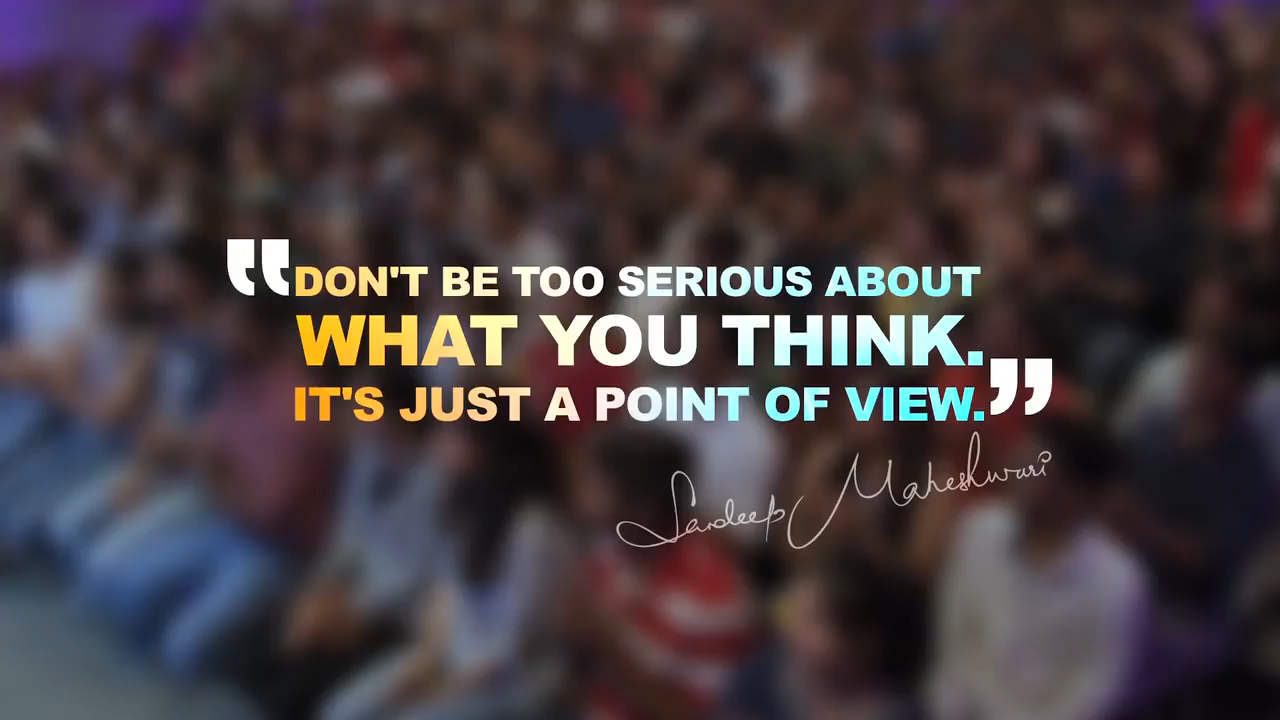 “DON'T BE TOO SERIOUS ABOUT
WHAT YOU THINK.
IT'S JUST A POINT OF VIEW.”
Sandeep Maheshwari